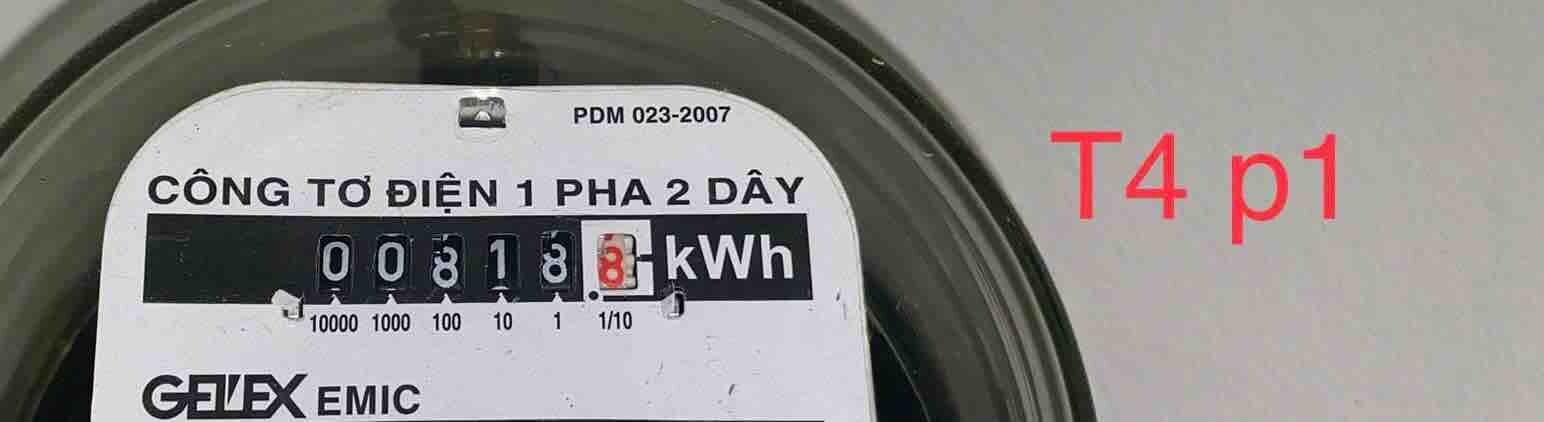 PDM 023-2007
CÔNG TƠ ĐIỆN 1 PHA 2 DÂY
T4 p1
0 0 8 1 8 8 kWh
10000 1000 100 10 1 1/10
GELEX EMIC